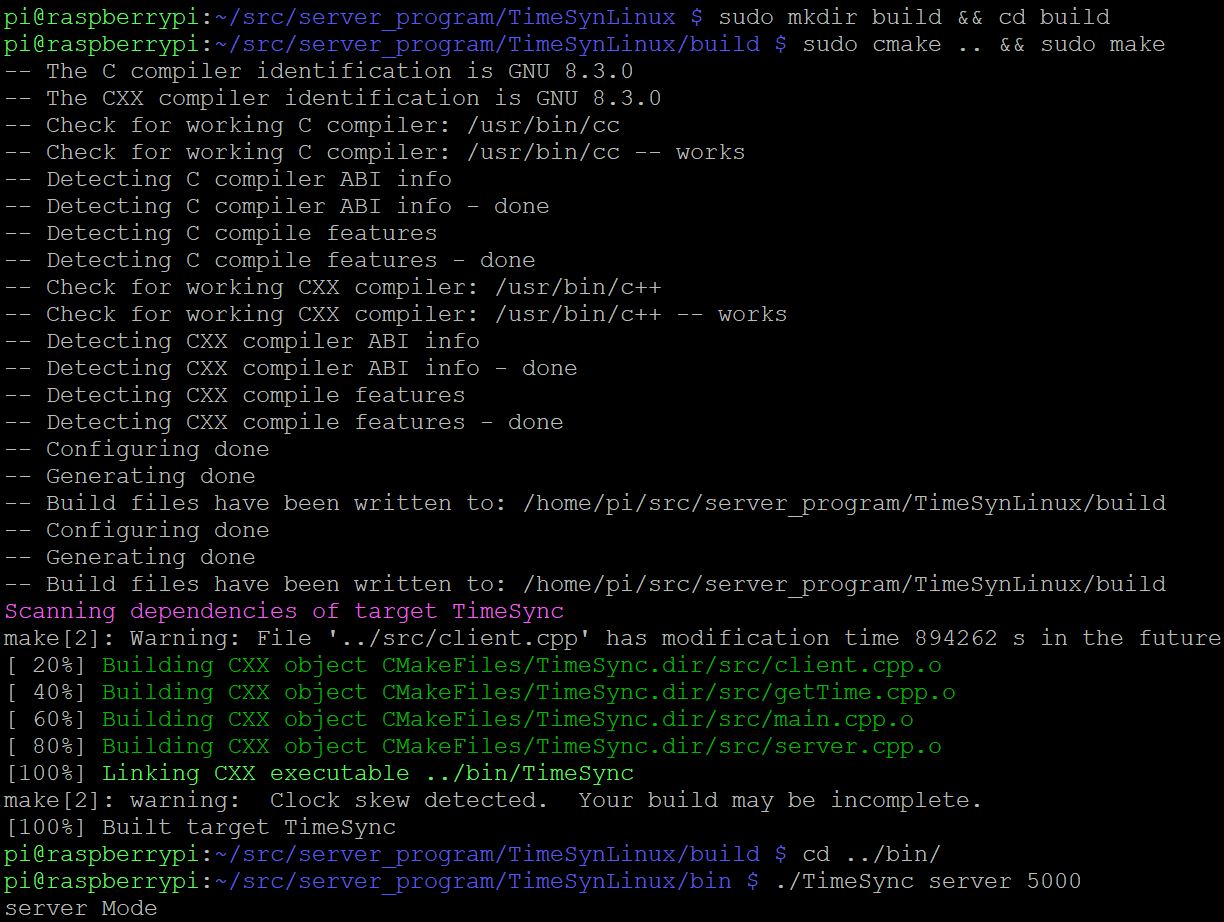 pi@raspberrypi:~/src/server_program/TimeSynLinux $ sudo mkdir build && cd build
pi@raspberrypi:~/src/server_program/TimeSynLinux/build $ sudo cmake .. && sudo make
-- The C compiler identification is GNU 8.3.0
-- The CXX compiler identification is GNU 8.3.0
-- Check for working C compiler: /usr/bin/cc
-- Check for working C compiler: /usr/bin/cc -- works
-- Detecting C compiler ABI info
-- Detecting C compiler ABI info - done
-- Detecting C compile features
-- Detecting C compile features - done
-- Check for working CXX compiler: /usr/bin/c++
-- Check for working CXX compiler: /usr/bin/c++ -- works
-- Detecting CXX compiler ABI info
-- Detecting CXX compiler ABI info - done
-- Detecting CXX compile features
-- Detecting CXX compile features - done
-- Configuring done
-- Generating done
-- Build files have been written to: /home/pi/src/server_program/TimeSynLinux/build
-- Configuring done
-- Generating done
-- Build files have been written to: /home/pi/src/server_program/TimeSynLinux/build
Scanning dependencies of target TimeSync
make[2]: Warning: File '../src/client.cpp' has modification time 894262 s in the future
[ 20%] Building CXX object CMakeFiles/TimeSync.dir/src/client.cpp.o
[ 40%] Building CXX object CMakeFiles/TimeSync.dir/src/getTime.cpp.o
[ 60%] Building CXX object CMakeFiles/TimeSync.dir/src/main.cpp.o
[ 80%] Building CXX object CMakeFiles/TimeSync.dir/src/server.cpp.o
[100%] Linking CXX executable ../bin/TimeSync
make[2]: warning:  Clock skew detected.  Your build may be incomplete.
[100%] Built target TimeSync
pi@raspberrypi:~/src/server_program/TimeSynLinux/build $ cd ../bin/
pi@raspberrypi:~/src/server_program/TimeSynLinux/bin $ ./TimeSync server 5000
server Mode